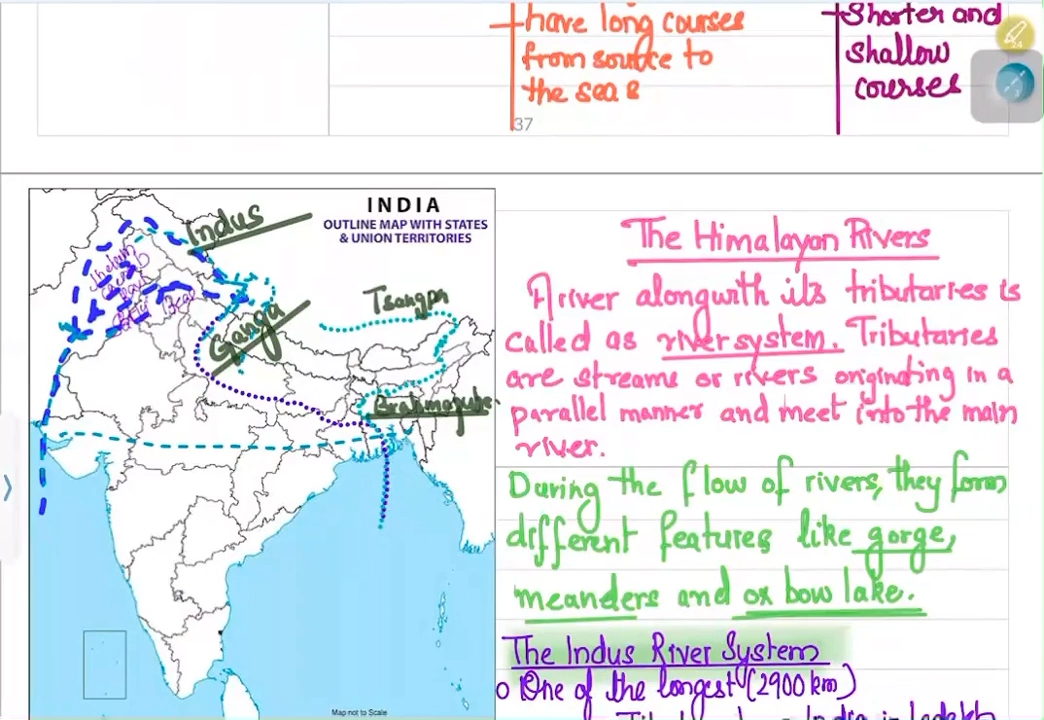 have long courses
from source to
the sea s
Shorter and
shallow
courses
37
INDIA
OUTLINE MAP WITH STATES
& UNION TERRITORIES
Indus
Jhelum
Tsangpo
Ganga
Map not to Scale
The Himalayan Rivers
A river alongwith its tributaries is
called as river system. Tributaries
are streams or rivers originating in a
parallel manner and meet into the main
river.
During the flow of rivers, they form
different features like gorge,
meanders and ox bow lake.
The Indus River System
One of the longest (2900 km)